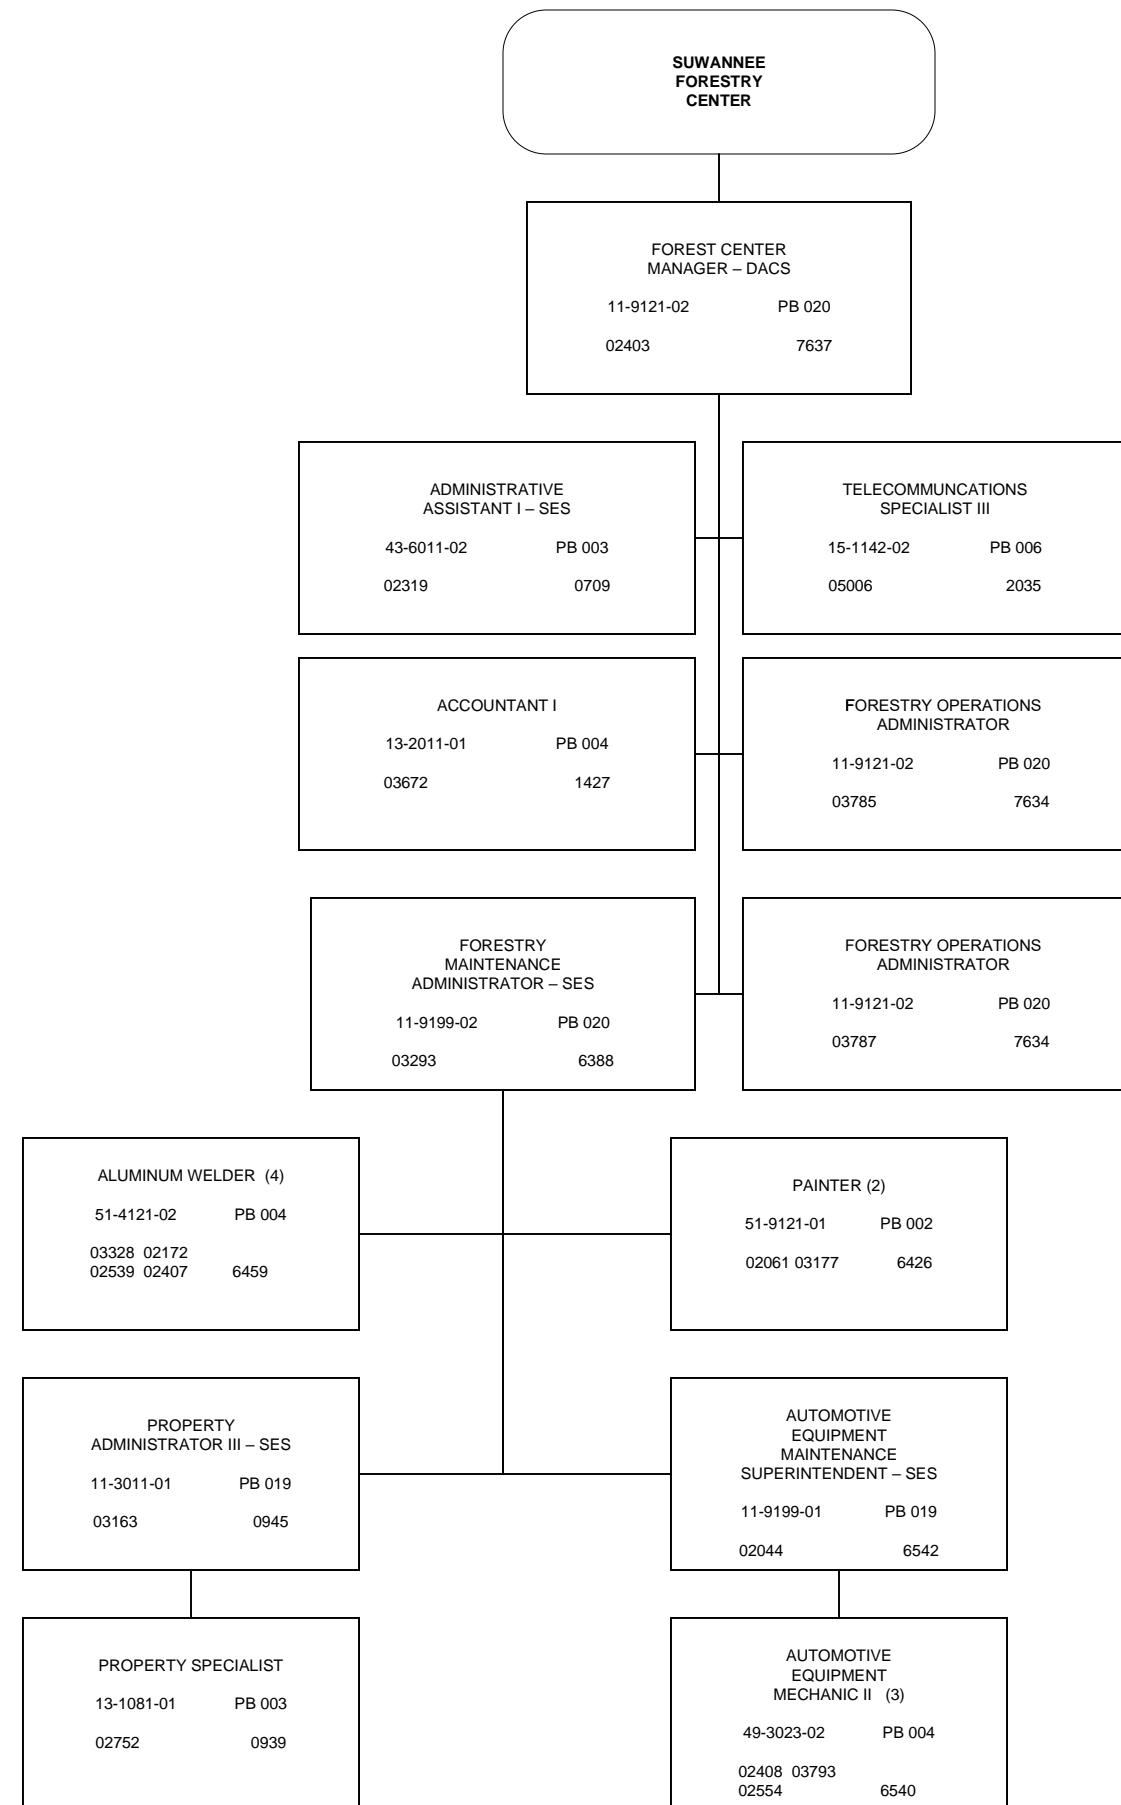 SUWANNEE
FORESTRY
CENTER
FOREST CENTER
MANAGER – DACS
11-9121-02 PB 020
02403 7637
ADMINISTRATIVE
ASSISTANT I – SES
43-6011-02 PB 003
02319 0709
TELECOMMUNCATIONS
SPECIALIST III
15-1142-02 PB 006
05006 2035
ACCOUNTANT I
13-2011-01 PB 004
03672 1427
FORESTRY OPERATIONS
ADMINISTRATOR
11-9121-02 PB 020
03785 7634
FORESTRY
MAINTENANCE
ADMINISTRATOR – SES
11-9199-02 PB 020
03293 6388
FORESTRY OPERATIONS
ADMINISTRATOR
11-9121-02 PB 020
03787 7634
ALUMINUM WELDER (4)
51-4121-02 PB 004
03328 02172
02539 02407 6459
PAINTER (2)
51-9121-01 PB 002
02061 03177 6426
PROPERTY
ADMINISTRATOR III – SES
11-3011-01 PB 019
03163 0945
AUTOMOTIVE
EQUIPMENT
MAINTENANCE
SUPERINTENDENT – SES
11-9199-01 PB 019
02044 6542
PROPERTY SPECIALIST
13-1081-01 PB 003
02752 0939
AUTOMOTIVE
EQUIPMENT
MECHANIC II (3)
49-3023-02 PB 004
02408 03793
02554 6540